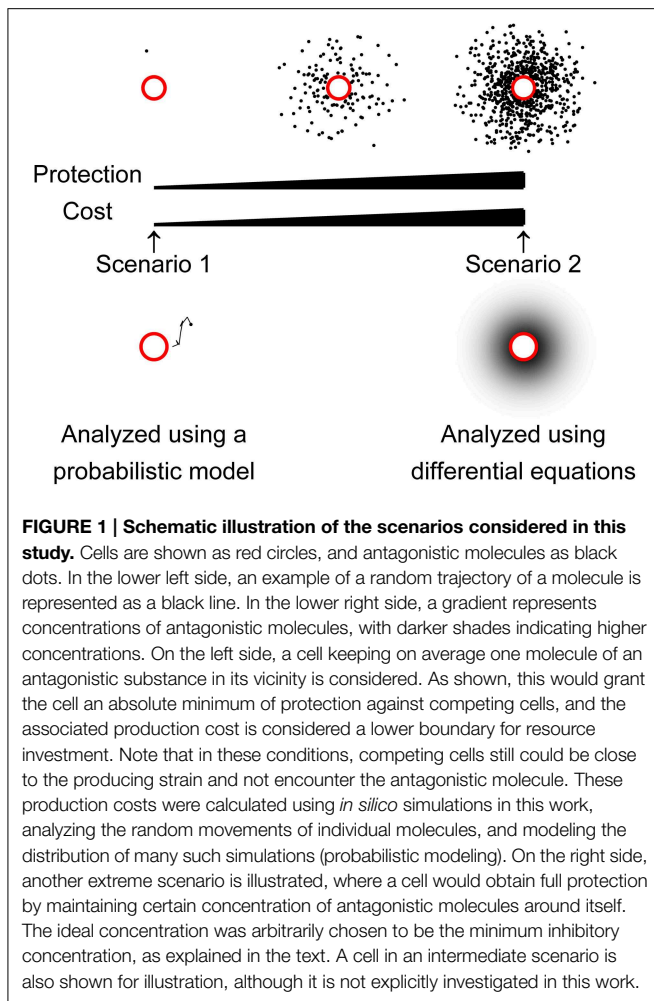 Protection
Cost
Scenario 1
Scenario 2
Analyzed using a
probabilistic model
Analyzed using
differential equations
FIGURE 1 | Schematic illustration of the scenarios considered in this
study. Cells are shown as red circles, and antagonistic molecules as black
dots. In the lower left side, an example of a random trajectory of a molecule is
represented as a black line. In the lower right side, a gradient represents
concentrations of antagonistic molecules, with darker shades indicating higher
concentrations. On the left side, a cell keeping on average one molecule of an
antagonistic substance in its vicinity is considered. As shown, this would grant
the cell an absolute minimum of protection against competing cells, and the
associated production cost is considered a lower boundary for resource
investment. Note that in these conditions, competing cells still could be close
to the producing strain and not encounter the antagonistic molecule. These
production costs were calculated using in silico simulations in this work,
analyzing the random movements of individual molecules, and modeling the
distribution of many such simulations (probabilistic modeling). On the right side,
another extreme scenario is illustrated, where a cell would obtain full protection
by maintaining certain concentration of antagonistic molecules around itself.
The ideal concentration was arbitrarily chosen to be the minimum inhibitory
concentration, as explained in the text. A cell in an intermediate scenario is
also shown for illustration, although it is not explicitly investigated in this work.